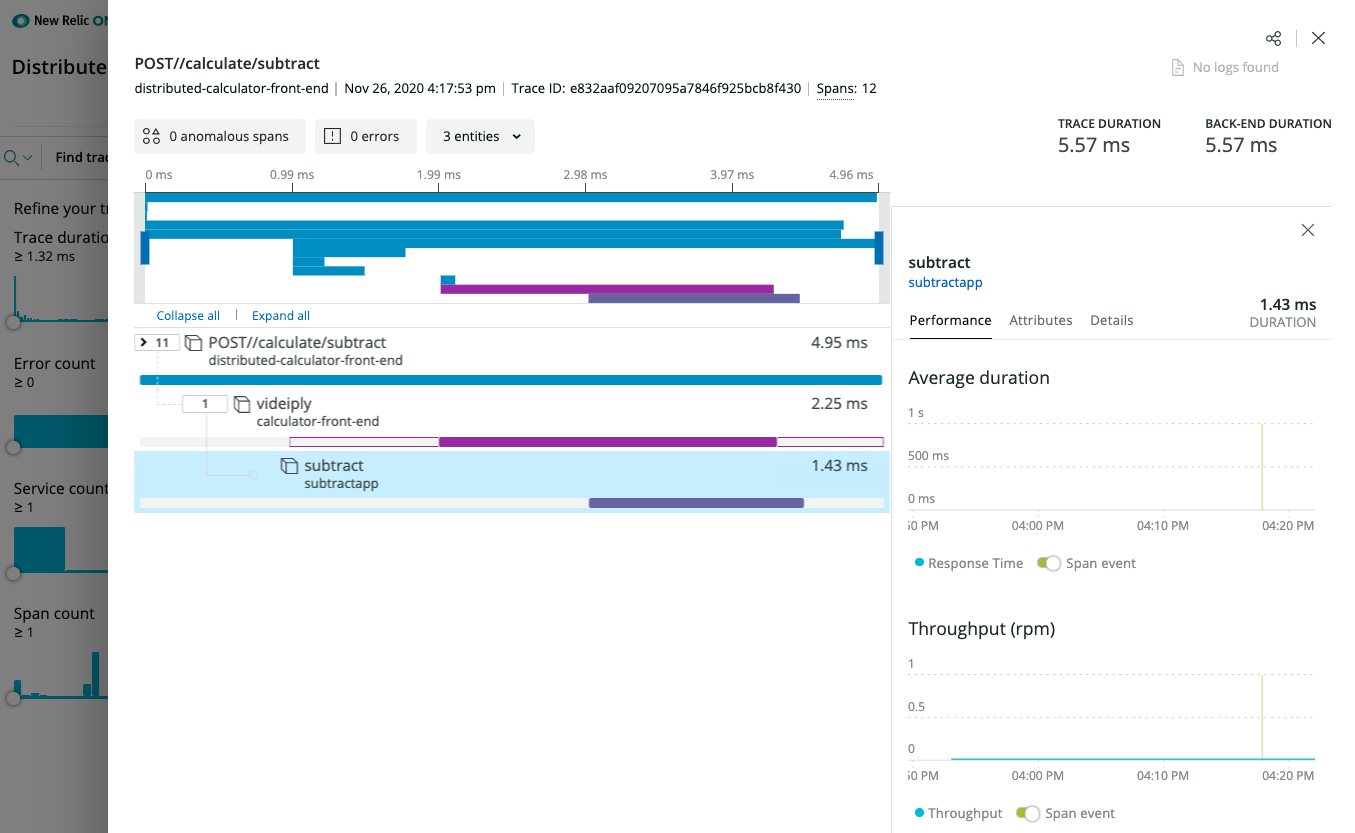 New Relic ON
Distribute
Find trac
Refine your tr
Trace duratio
≥ 1.32 ms
Error count
≥ 0
Service count
≥ 1
Span count
≥ 1
POST//calculate/subtract
distributed-calculator-front-end | Nov 26, 2020 4:17:53 pm | Trace ID: e832aaf09207095a7846f925bcb8f430 | Spans: 12
No logs found
0 anomalous spans
0 errors
3 entities
TRACE DURATION
5.57 ms
BACK-END DURATION
5.57 ms
0 ms 0.99 ms 1.99 ms 2.98 ms 3.97 ms 4.96 ms
Collapse all | Expand all
11 POST//calculate/subtract 4.95 ms
distributed-calculator-front-end
1 videiply 2.25 ms
calculator-front-end
subtract 1.43 ms
subtractapp
subtract
subtractapp
1.43 ms
DURATION
Performance Attributes Details
Average duration
1 s
500 ms
0 ms
50 PM 04:00 PM 04:10 PM 04:20 PM
Response Time Span event
Throughput (rpm)
1
0.5
0
50 PM 04:00 PM 04:10 PM 04:20 PM
Throughput Span event